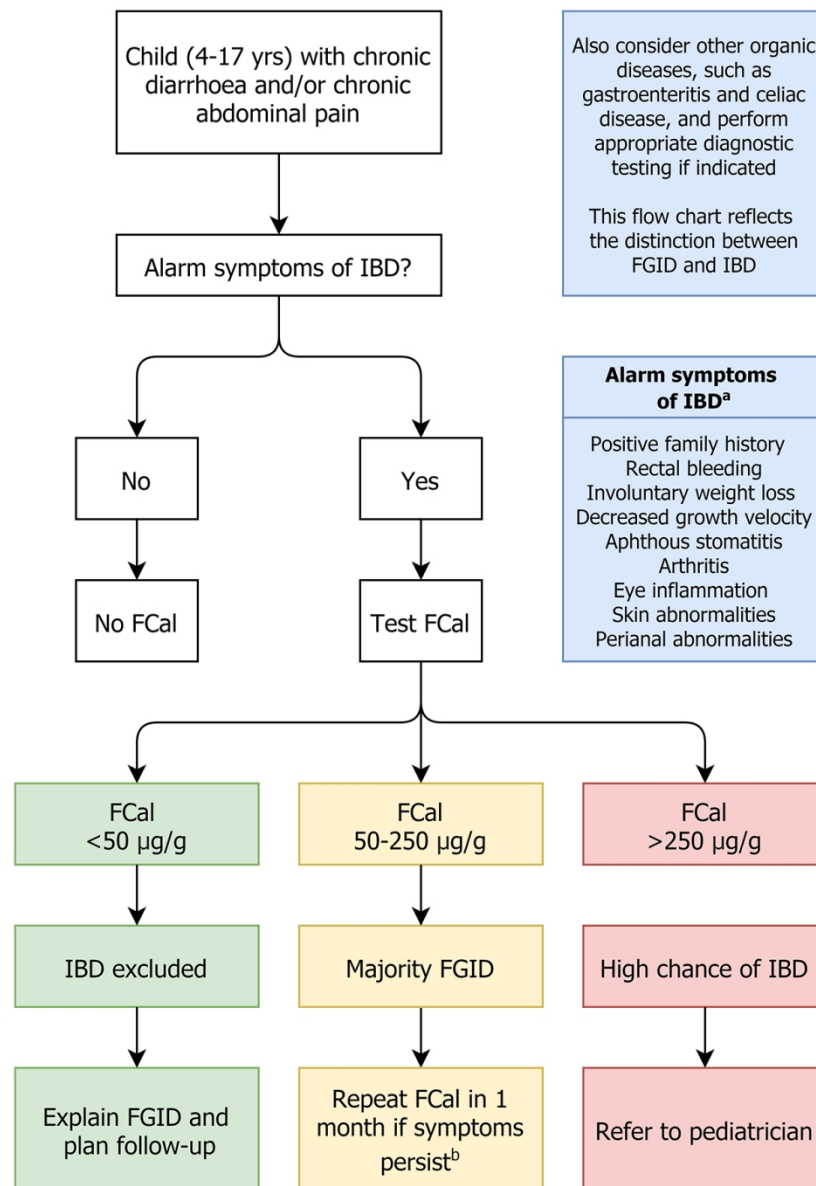 Child (4-17 yrs) with chronic
diarrhoea and/or chronic
abdominal pain
Also consider other organic
diseases, such as
gastroenteritis and celiac
disease, and perform
appropriate diagnostic
testing if indicated
This flow chart reflects
the distinction between
FGID and IBD
Alarm symptoms of IBD?
Alarm symptoms
of IBDᵃ
Positive family history
Rectal bleeding
Involuntary weight loss
Decreased growth velocity
Aphthous stomatitis
Arthritis
Eye inflammation
Skin abnormalities
Perianal abnormalities
No
Yes
No FCal
Test FCal
FCal
<50 µg/g
FCal
50-250 µg/g
FCal
>250 µg/g
IBD excluded
Majority FGID
High chance of IBD
Explain FGID and
plan follow-up
Repeat FCal in 1
month if symptoms
persistᵇ
Refer to pediatrician